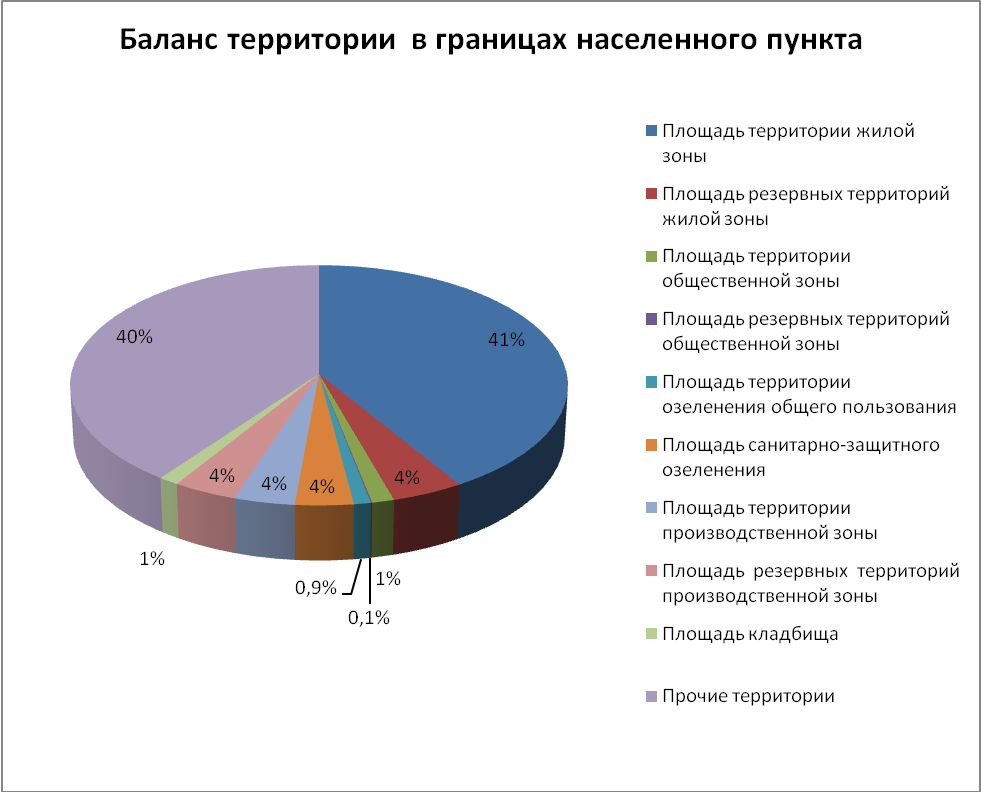 Баланс территории в границах населенного пункта
Площадь территории жилой
зоны
Площадь резервных территорий
жилой зоны
Площадь территории
общественной зоны
Площадь резервных территорий
общественной зоны
Площадь территории
озеленения общего пользования
Площадь санитарно-защитного
озеленения
Площадь территории
производственной зоны
Площадь резервных территорий
производственной зоны
Площадь кладбища
Прочие территории
40%
41%
4%
4%
4%
4%
1%
0,9%
1%
0,1%